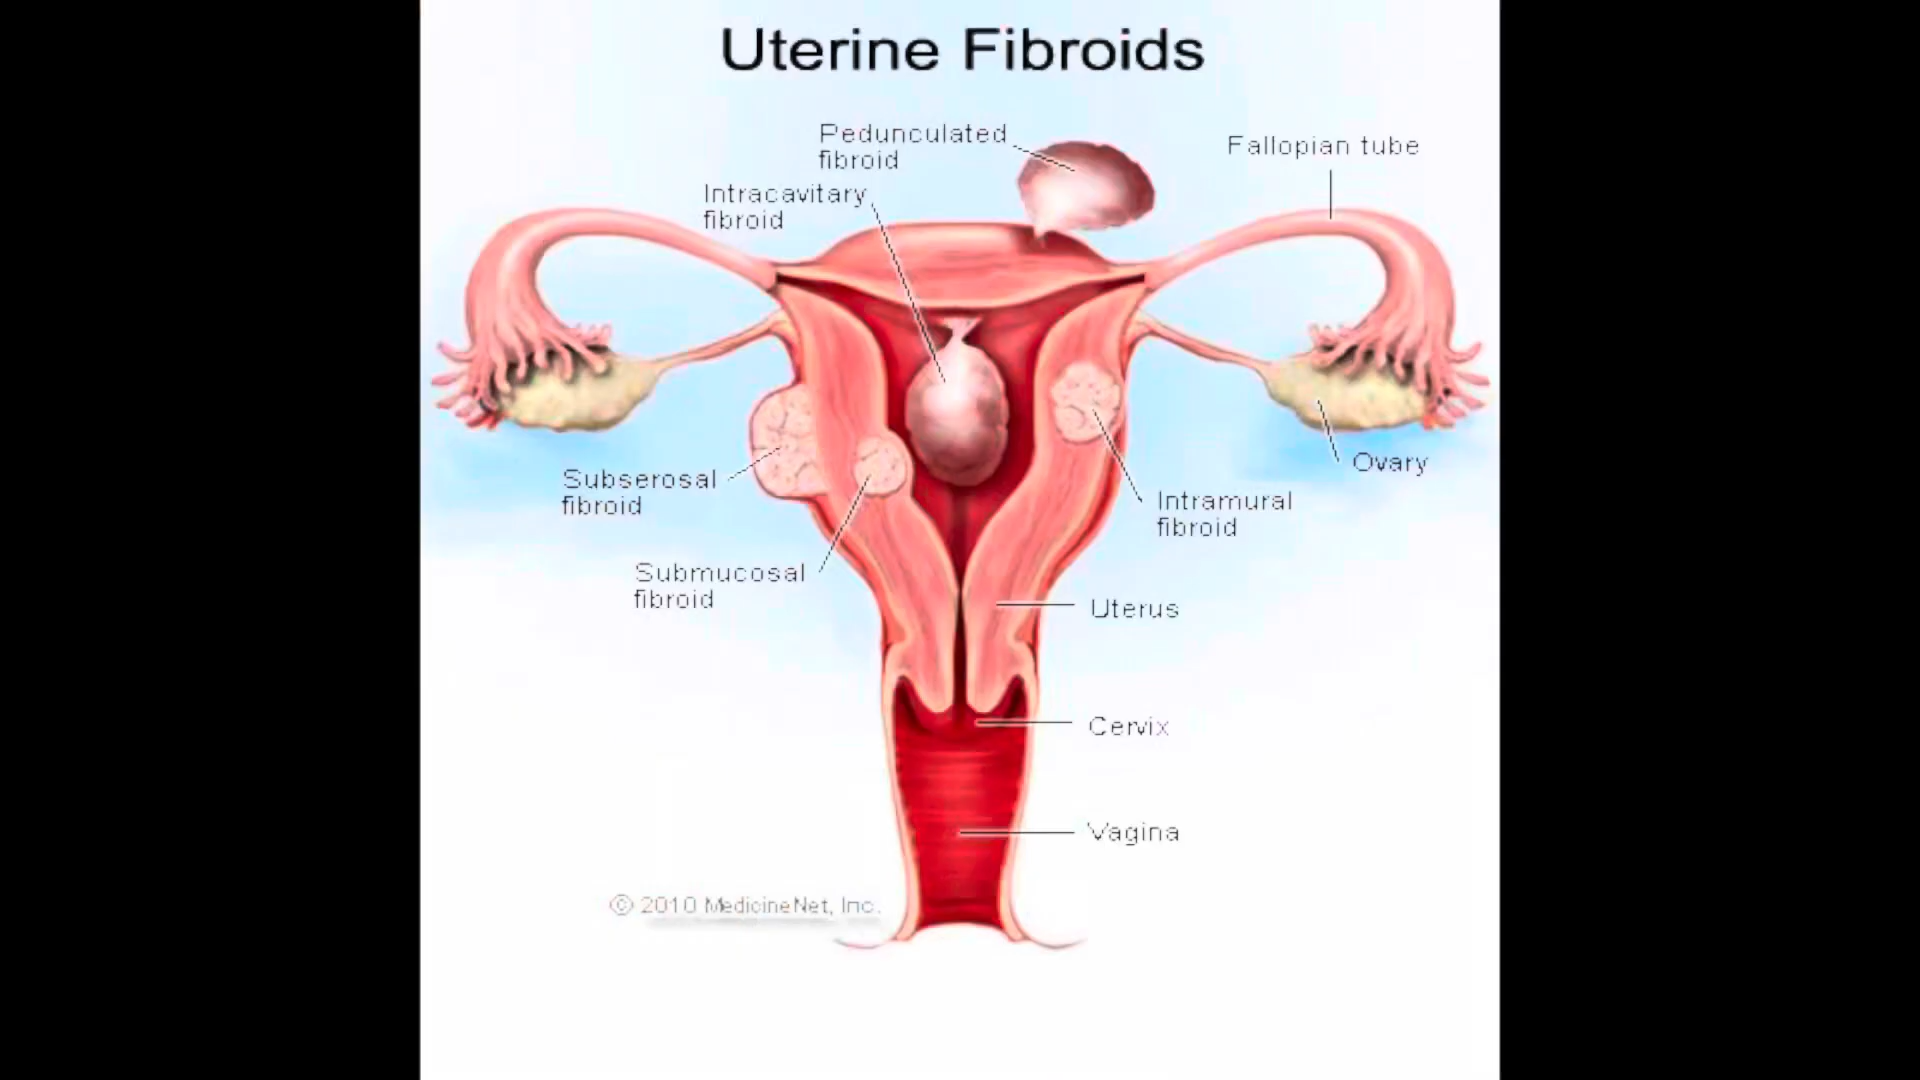 Uterine Fibroids
Pedunculated
fibroid
Fallopian tube
Intracavitary
fibroid
Subserosal
fibroid
Ovary
Intramural
fibroid
Submucosal
fibroid
Uterus
Cervix
Vagina
© 2010 MedicineNet, Inc.